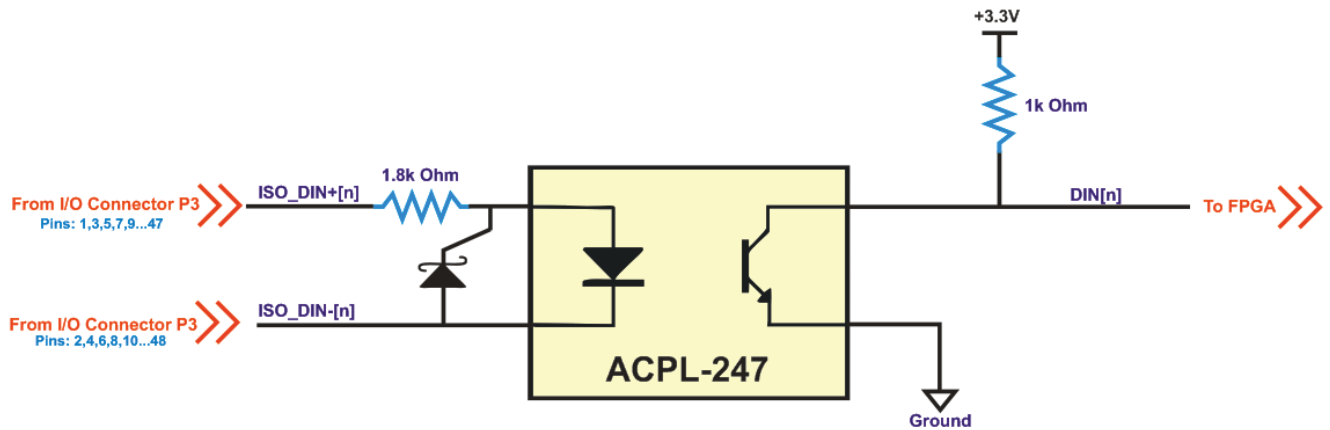 +3.3V
1k Ohm
1.8k Ohm
From I/O Connector P3
Pins: 1,3,5,7,9...47
ISO_DIN+[n]
DIN[n]
To FPGA
From I/O Connector P3
Pins: 2,4,6,8,10...48
ISO_DIN-[n]
ACPL-247
Ground